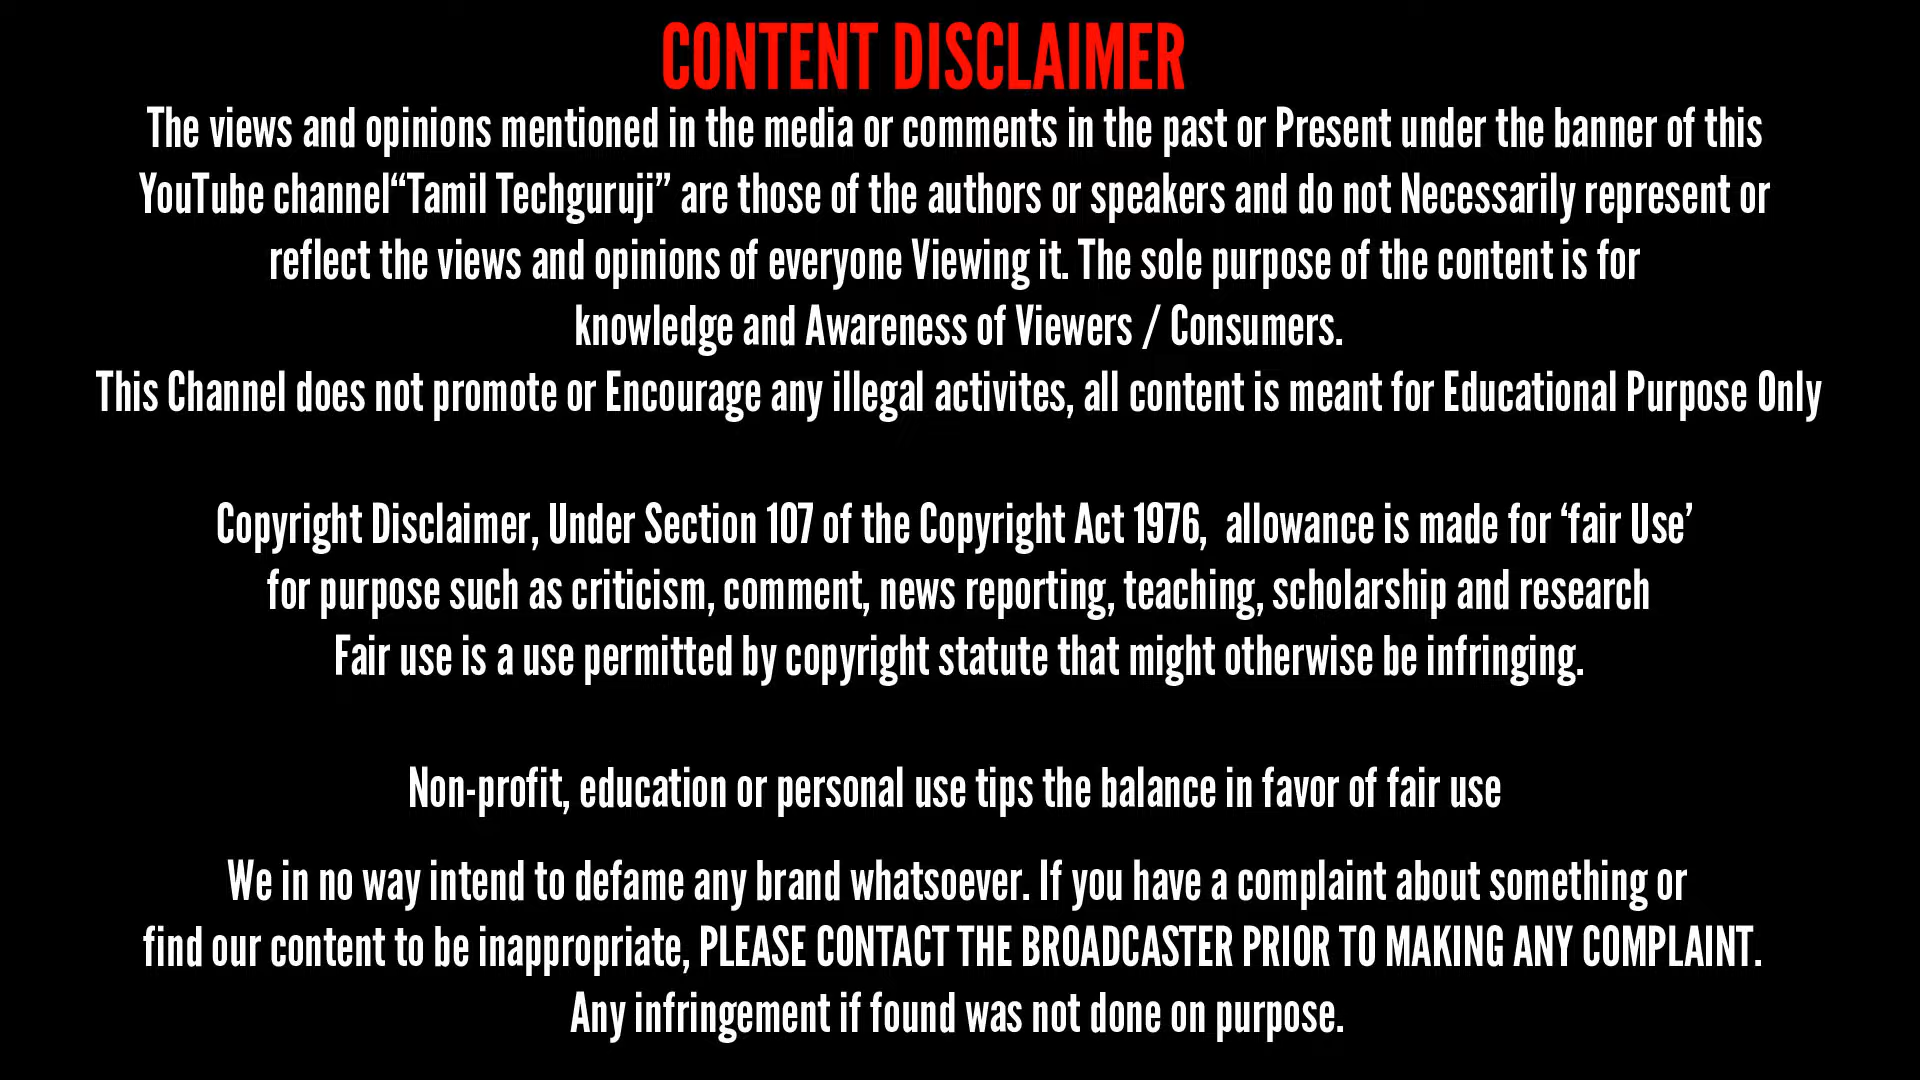 CONTENT DISCLAIMER
The views and opinions mentioned in the media or comments in the past or Present under the banner of this
YouTube channel“Tamil Techguruji” are those of the authors or speakers and do not Necessarily represent or
reflect the views and opinions of everyone Viewing it. The sole purpose of the content is for
knowledge and Awareness of Viewers / Consumers.
This Channel does not promote or Encourage any illegal activites, all content is meant for Educational Purpose Only
Copyright Disclaimer, Under Section 107 of the Copyright Act 1976, allowance is made for ‘fair Use’
for purpose such as criticism, comment, news reporting, teaching, scholarship and research
Fair use is a use permitted by copyright statute that might otherwise be infringing.
Non-profit, education or personal use tips the balance in favor of fair use
We in no way intend to defame any brand whatsoever. If you have a complaint about something or
find our content to be inappropriate, PLEASE CONTACT THE BROADCASTER PRIOR TO MAKING ANY COMPLAINT.
Any infringement if found was not done on purpose.